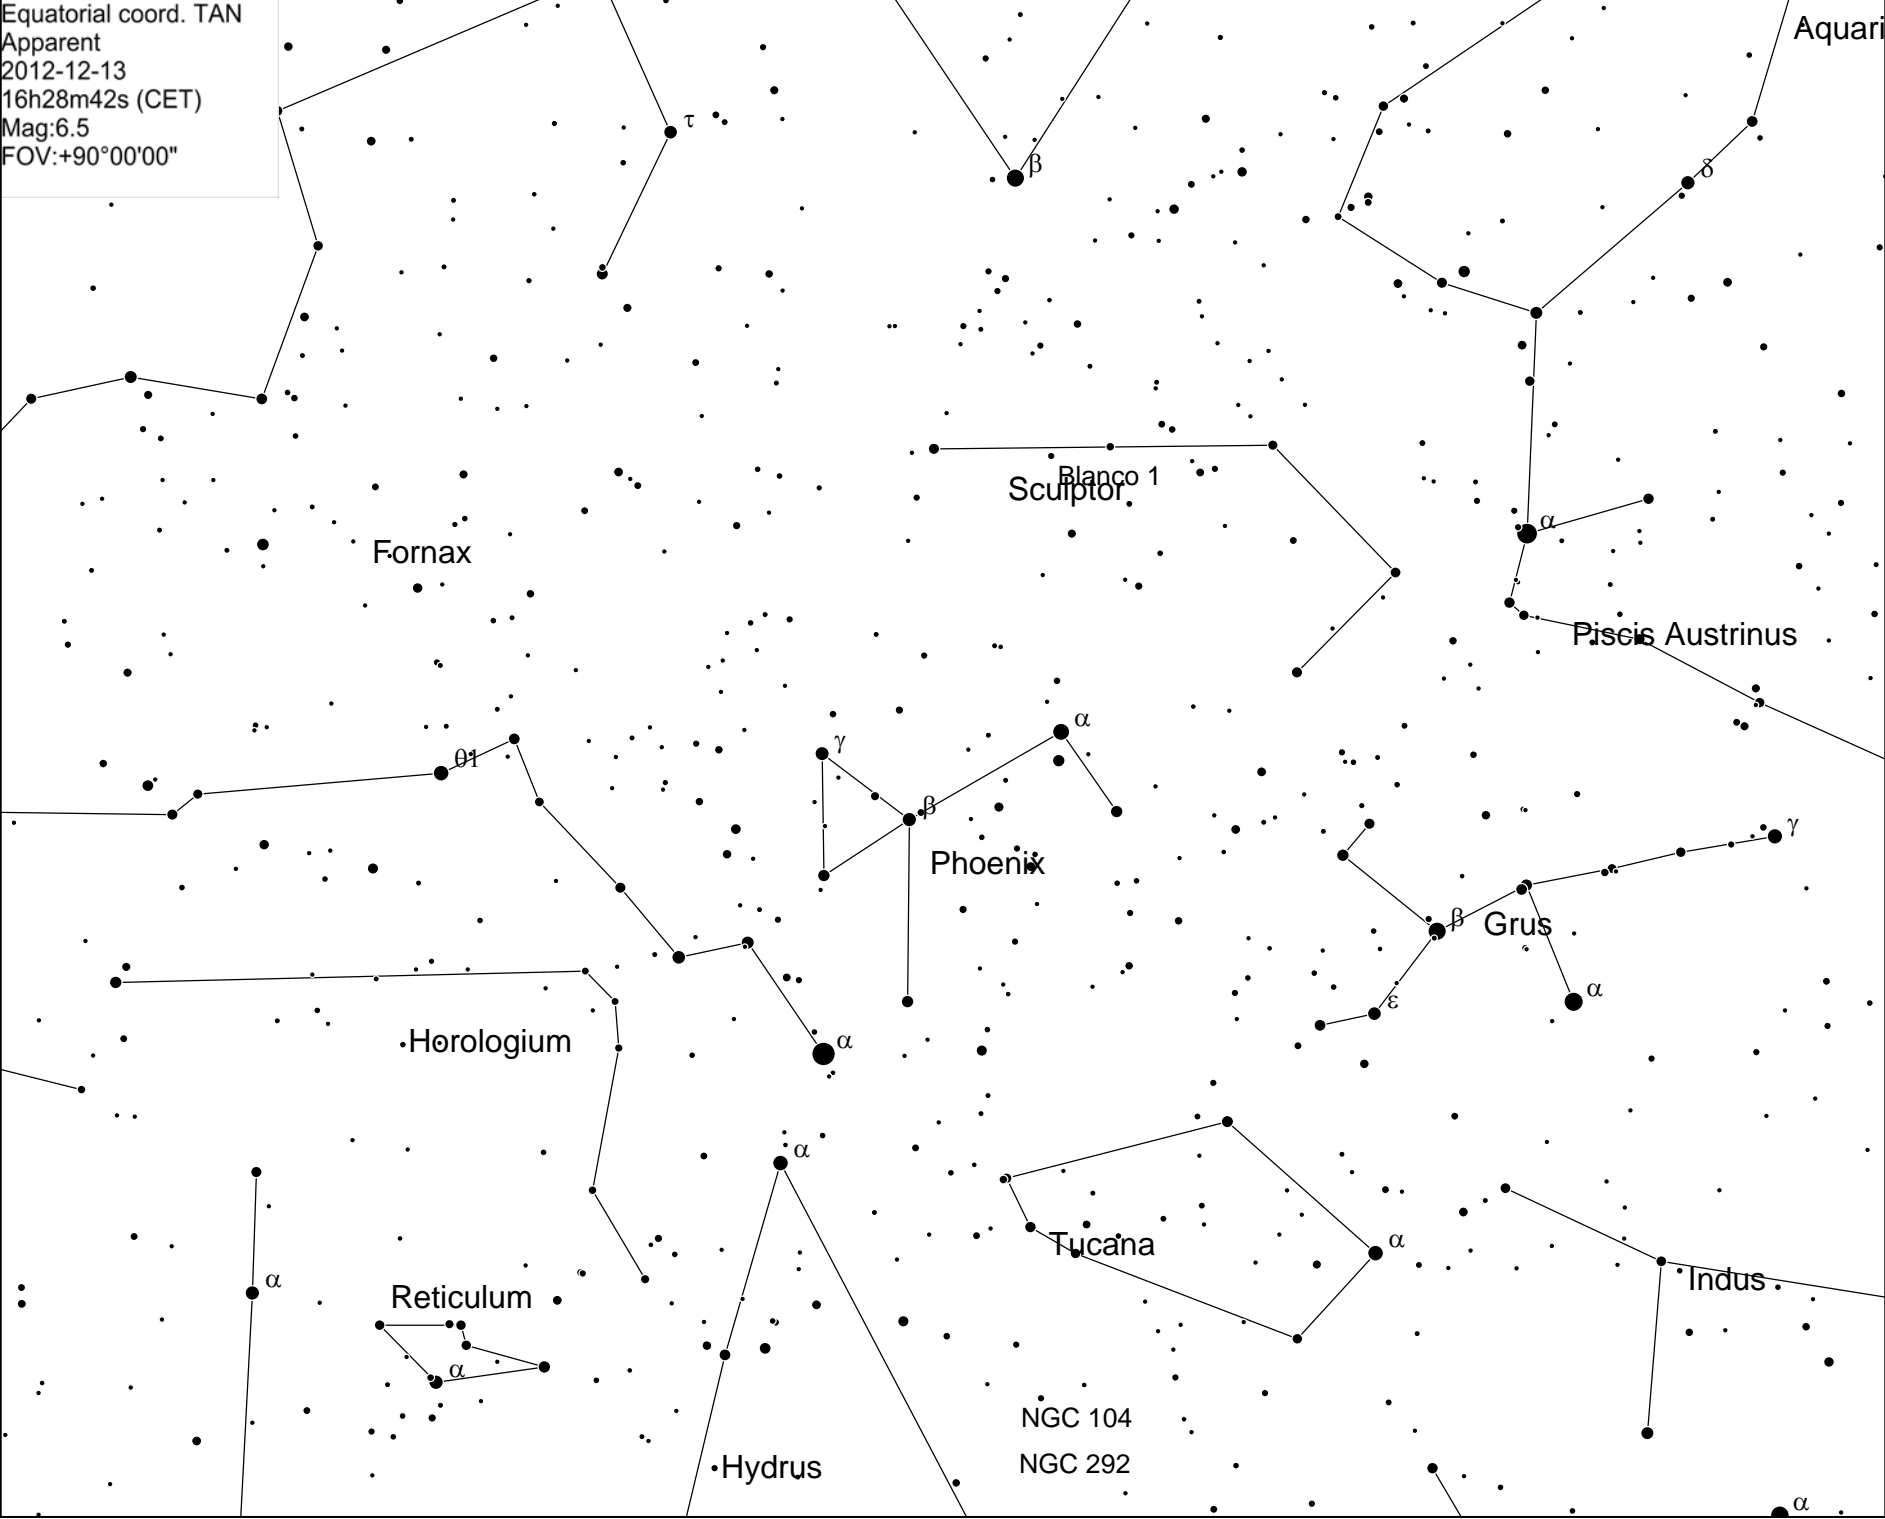 Equatorial coord. TAN
Apparent
2012-12-13
16h28m42s (CET)
Mag:6.5
FOV:+90°00'00"
Aquari
τ
β
δ
Blanco 1
Sculptor
α
Fornax
Piscis Austrinus
α
γ
θ1
β
γ
Phoenix
β
Grus
α
ε
Horologium
α
α
Tucana
α
α
Indus
Reticulum
α
NGC 104
NGC 292
Hydrus
α